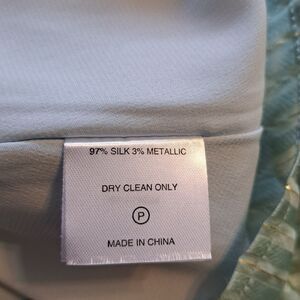 97% SILK 3% METALLIC
DRY CLEAN ONLY
P
MADE IN CHINA